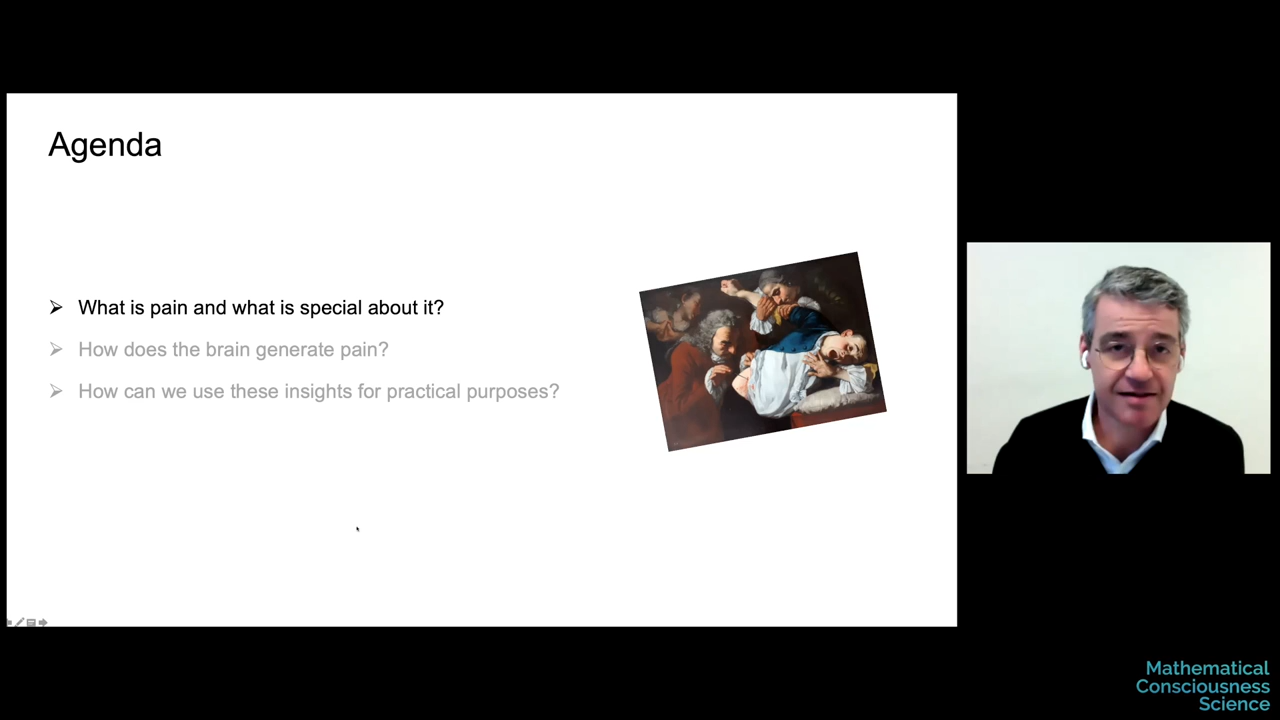 Agenda
What is pain and what is special about it?
How does the brain generate pain?
How can we use these insights for practical purposes?
Mathematical
Consciousness
Science